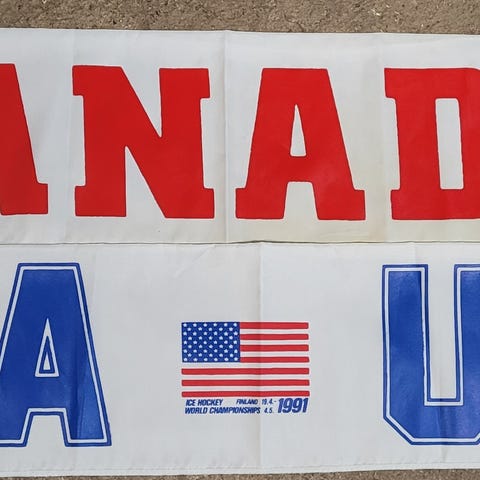 ANAD
A U
ICE HOCKEY FINLAND 19.4.-
WORLD CHAMPIONSHIPS 4.5. 1991